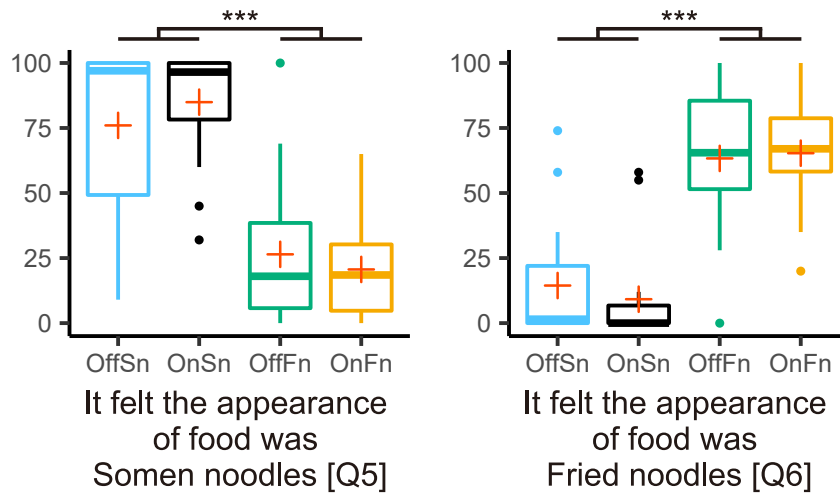 ***
100
75
50
25
0
OffSn OnSn OffFn OnFn
It felt the appearance
of food was
Somen noodles [Q5]
***
100
75
50
25
0
OffSn OnSn OffFn OnFn
It felt the appearance
of food was
Fried noodles [Q6]